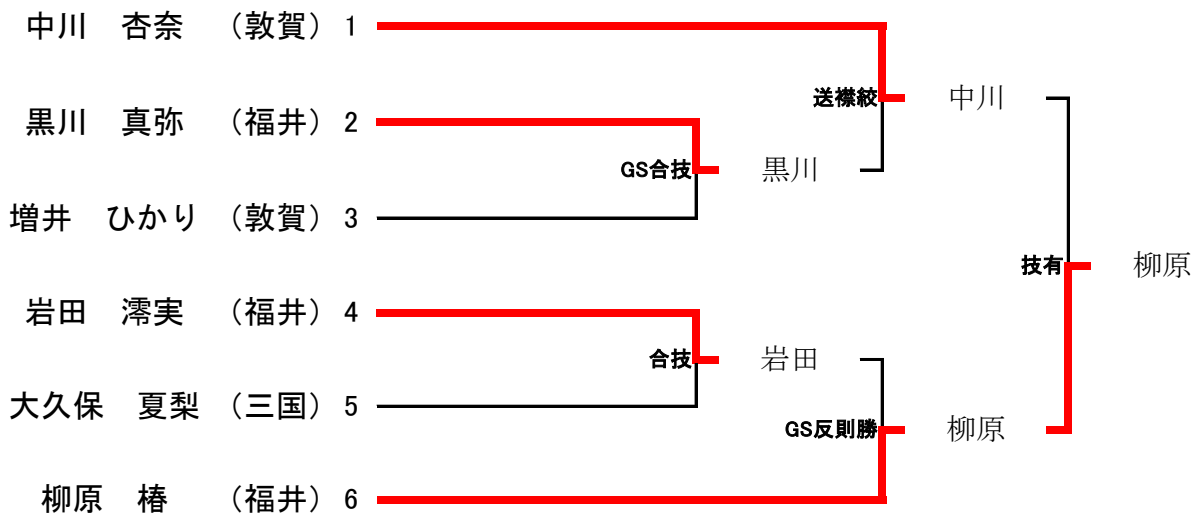 中川　杏奈　（敦賀）1
送襟絞
中川
黒川　真弥　（福井）2
GS合技
黒川
増井　ひかり　（敦賀）3
技有
柳原
岩田　澪実　（福井）4
合技
岩田
大久保　夏梨　（三国）5
GS反則勝
柳原
柳原　椿　（福井）6